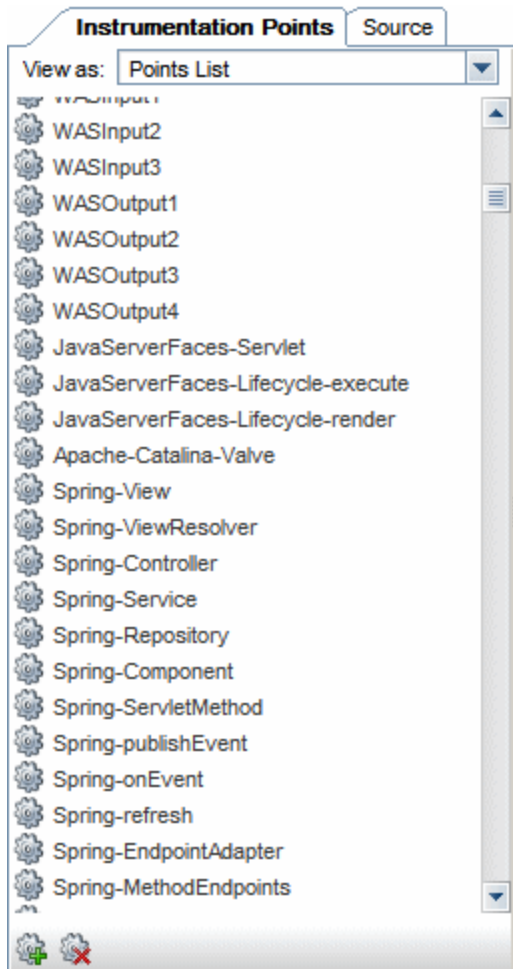 Instrumentation Points Source
View as: Points List
WASInput1
WASInput2
WASInput3
WASOutput1
WASOutput2
WASOutput3
WASOutput4
JavaServerFaces-Servlet
JavaServerFaces-Lifecycle-execute
JavaServerFaces-Lifecycle-render
Apache-Catalina-Valve
Spring-View
Spring-ViewResolver
Spring-Controller
Spring-Service
Spring-Repository
Spring-Component
Spring-ServletMethod
Spring-publishEvent
Spring-onEvent
Spring-refresh
Spring-EndpointAdapter
Spring-MethodEndpoints